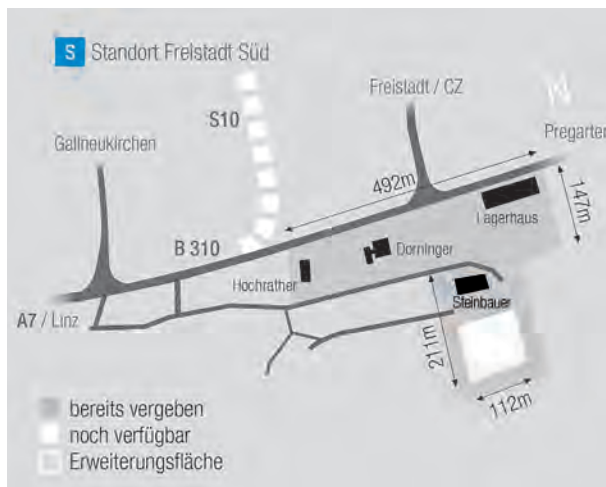 S Standort Freistadt Süd
S10
Freistadt / CZ
Gallneukirchen
Pregarten
492m
147m
Lagerhaus
B 310
Dorninger
Hochrather
Steinbauer
A7 / Linz
211m
112m
bereits vergeben
noch verfügbar
Erweiterungsfläche